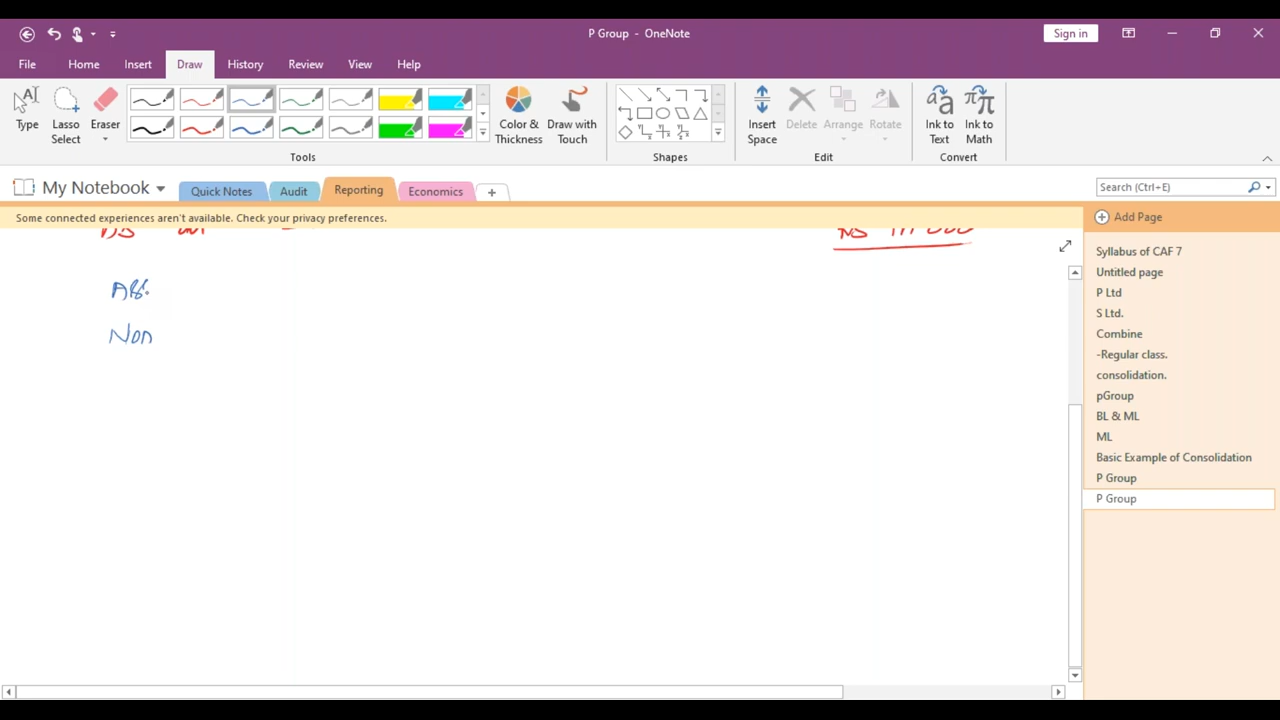 P Group - OneNote
Sign in
File Home Insert Draw History Review View Help
Type
Lasso Select
Eraser
Color & Thickness
Draw with Touch
Insert Space
Delete
Arrange
Rotate
Ink to Text
Ink to Math
Tools Shapes Edit Convert
My Notebook Quick Notes Audit Reporting Economics
Search (Ctrl+E)
Some connected experiences aren't available. Check your privacy preferences.
Add Page
Non
Syllabus of CAF 7
Untitled page
P Ltd
S Ltd.
Combine
-Regular class.
consolidation.
pGroup
BL & ML
ML
Basic Example of Consolidation
P Group
P Group